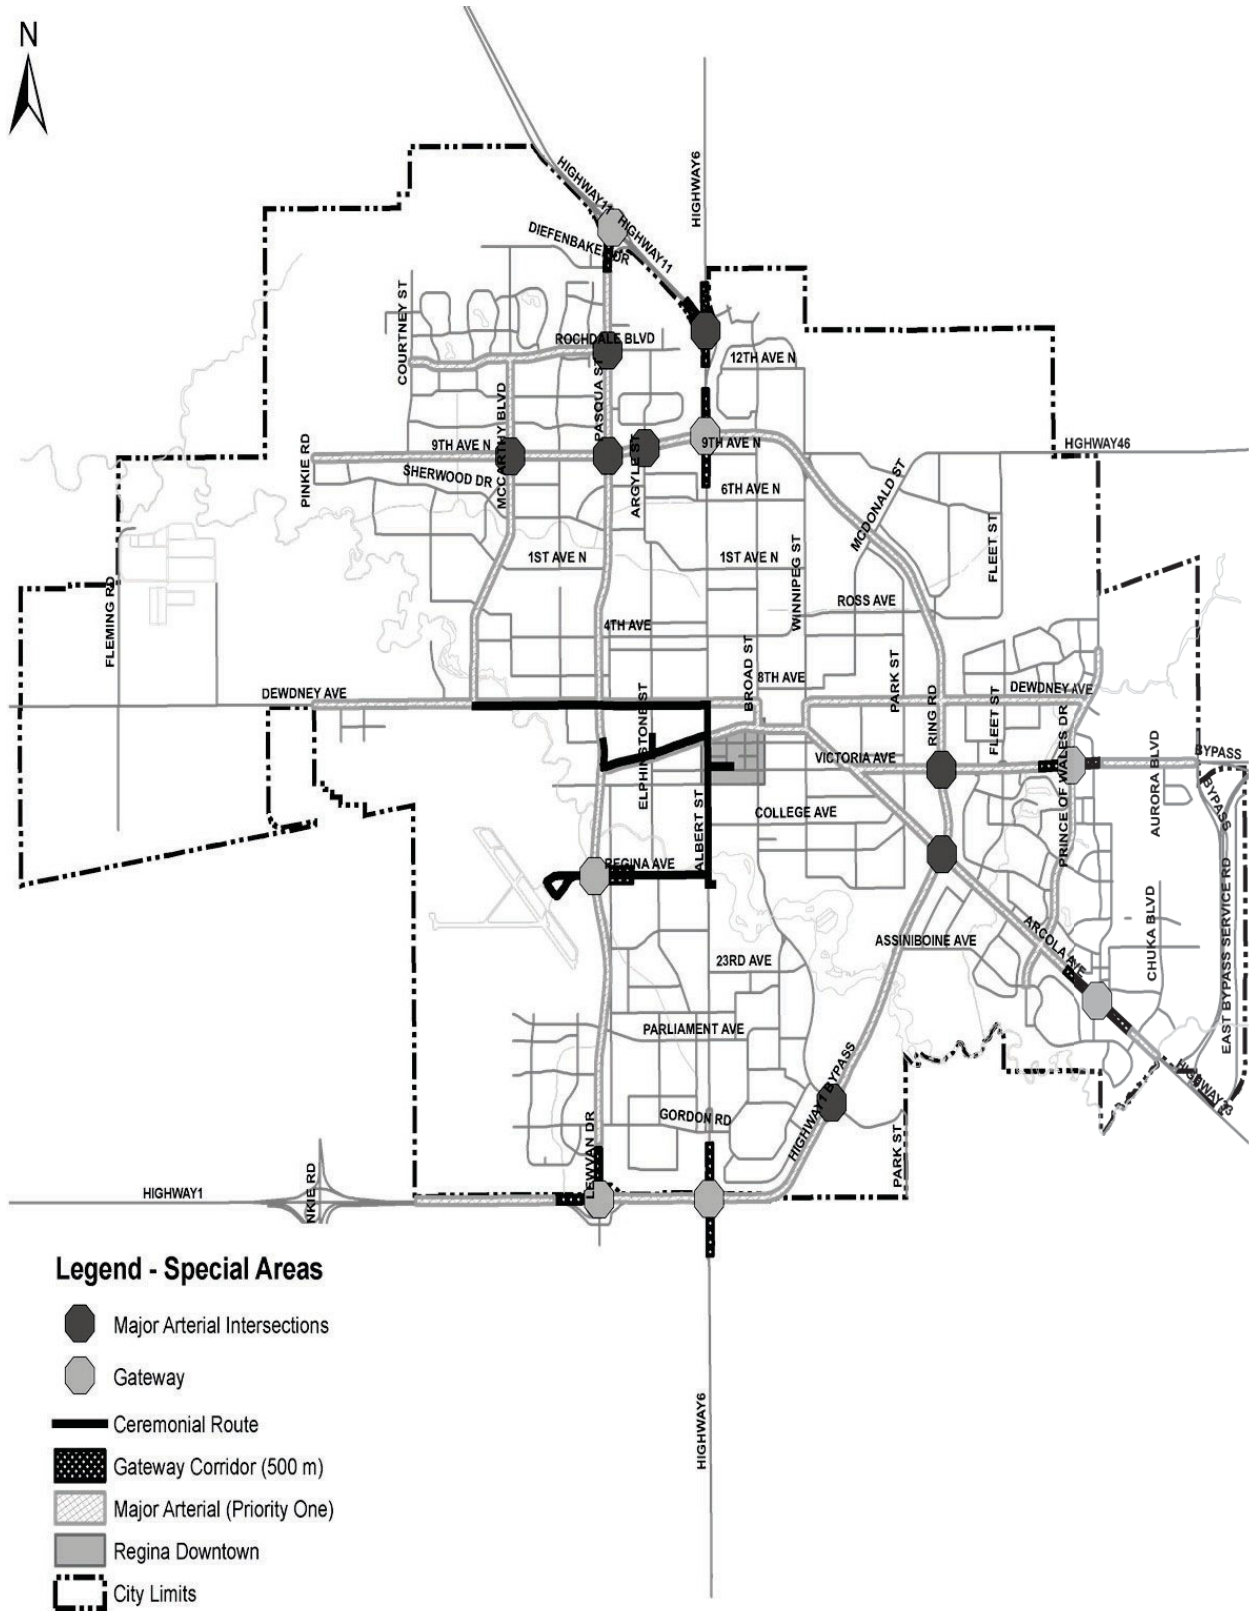 N
HIGHWAY11
HIGHWAY11
HIGHWAY6
DIEFENBAKER DR
COURTNEY ST
ROCHDALE BLVD
12TH AVE N
PASQUA ST
MCCARTHY BLVD
PINKIE RD
9TH AVE N
ARGYLE ST
9TH AVE N
HGHWAY46
SHERWOOD DR
6TH AVE N
MCDONALD ST
FLEET ST
1ST AVE N
1ST AVE N
WINNIPEG ST
FLEMING RD
ROSS AVE
4TH AVE
BROAD ST
8TH AVE
PARK ST
DEWDNEY AVE
DEWDNEY AVE
ELPHINSTONE ST
RING RD
FLEET ST
PRINCE OF WALES DR
VICTORIA AVE
AURORA BLVD
BYPASS
BYPASS
ALBERT ST
COLLEGE AVE
REGINA AVE
EAST BYPASS SERVICE RD
ASSINIBOINE AVE
ARCOLA AVE
CHUKA BLVD
23RD AVE
PARLIAMENT AVE
HIGHWAY1 BYPASS
GORDON RD
HIGHWAY33
LEWVAN DR
PARK ST
NKIE RD
HIGHWAY1
HIGHWAY6
Legend - Special Areas
Major Arterial Intersections
Gateway
Ceremonial Route
Gateway Corridor (500 m)
Major Arterial (Priority One)
Regina Downtown
City Limits